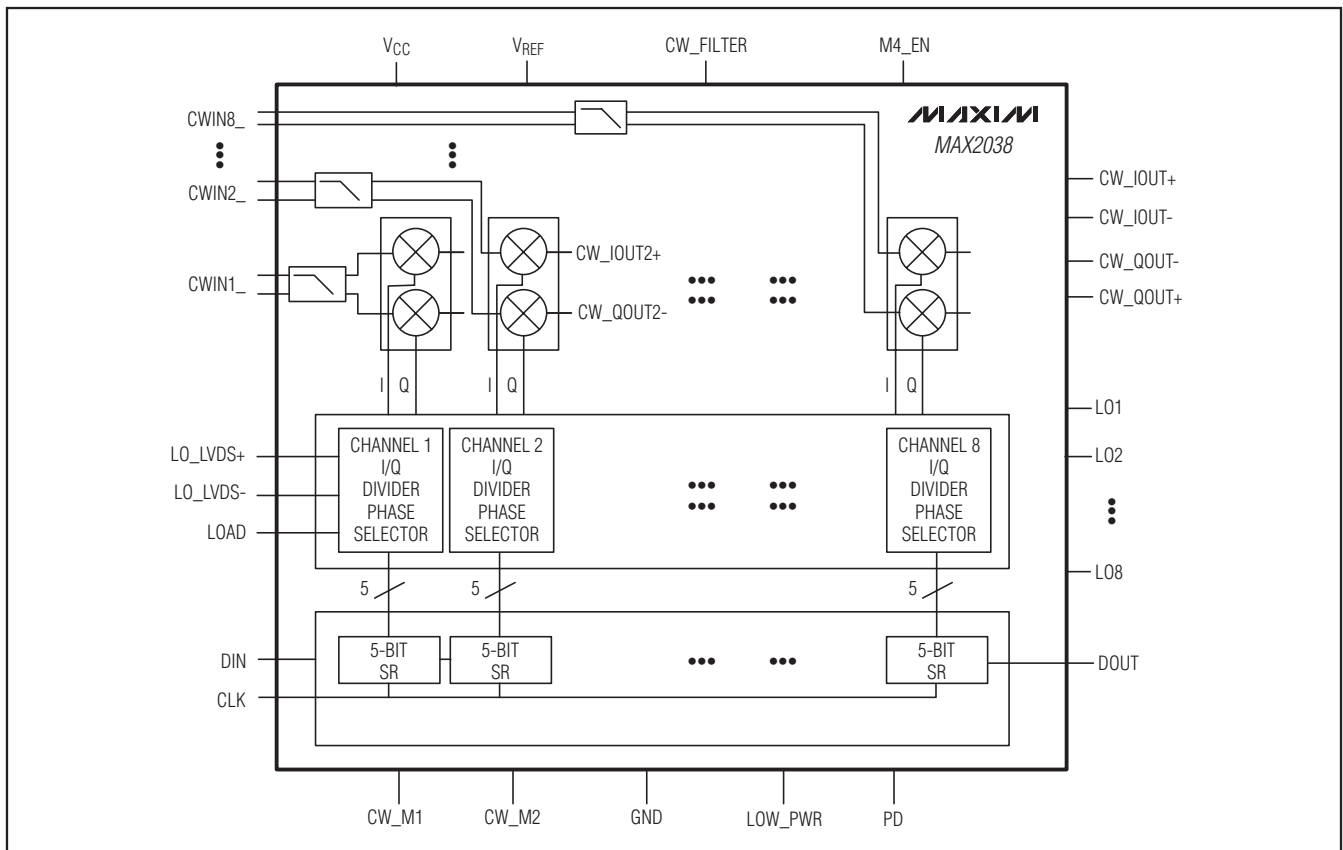 VCC
VREF
CW_FILTER
M4_EN
CWIN8_
MAXIM
MAX2038
CW_IOUT+
CWIN2_
CW_IOUT-
CW_IOUT2+
CW_QOUT-
CWIN1_
CW_QOUT+
CW_QOUT2-
I Q
I Q
I Q
LO1
CHANNEL 1
I/Q
DIVIDER
PHASE
SELECTOR
CHANNEL 2
I/Q
DIVIDER
PHASE
SELECTOR
CHANNEL 8
I/Q
DIVIDER
PHASE
SELECTOR
LO_LVDS+
LO2
LO_LVDS-
LOAD
LO8
5
5
5
DIN
5-BIT
SR
5-BIT
SR
5-BIT
SR
DOUT
CLK
CW_M1
CW_M2
GND
LOW_PWR
PD